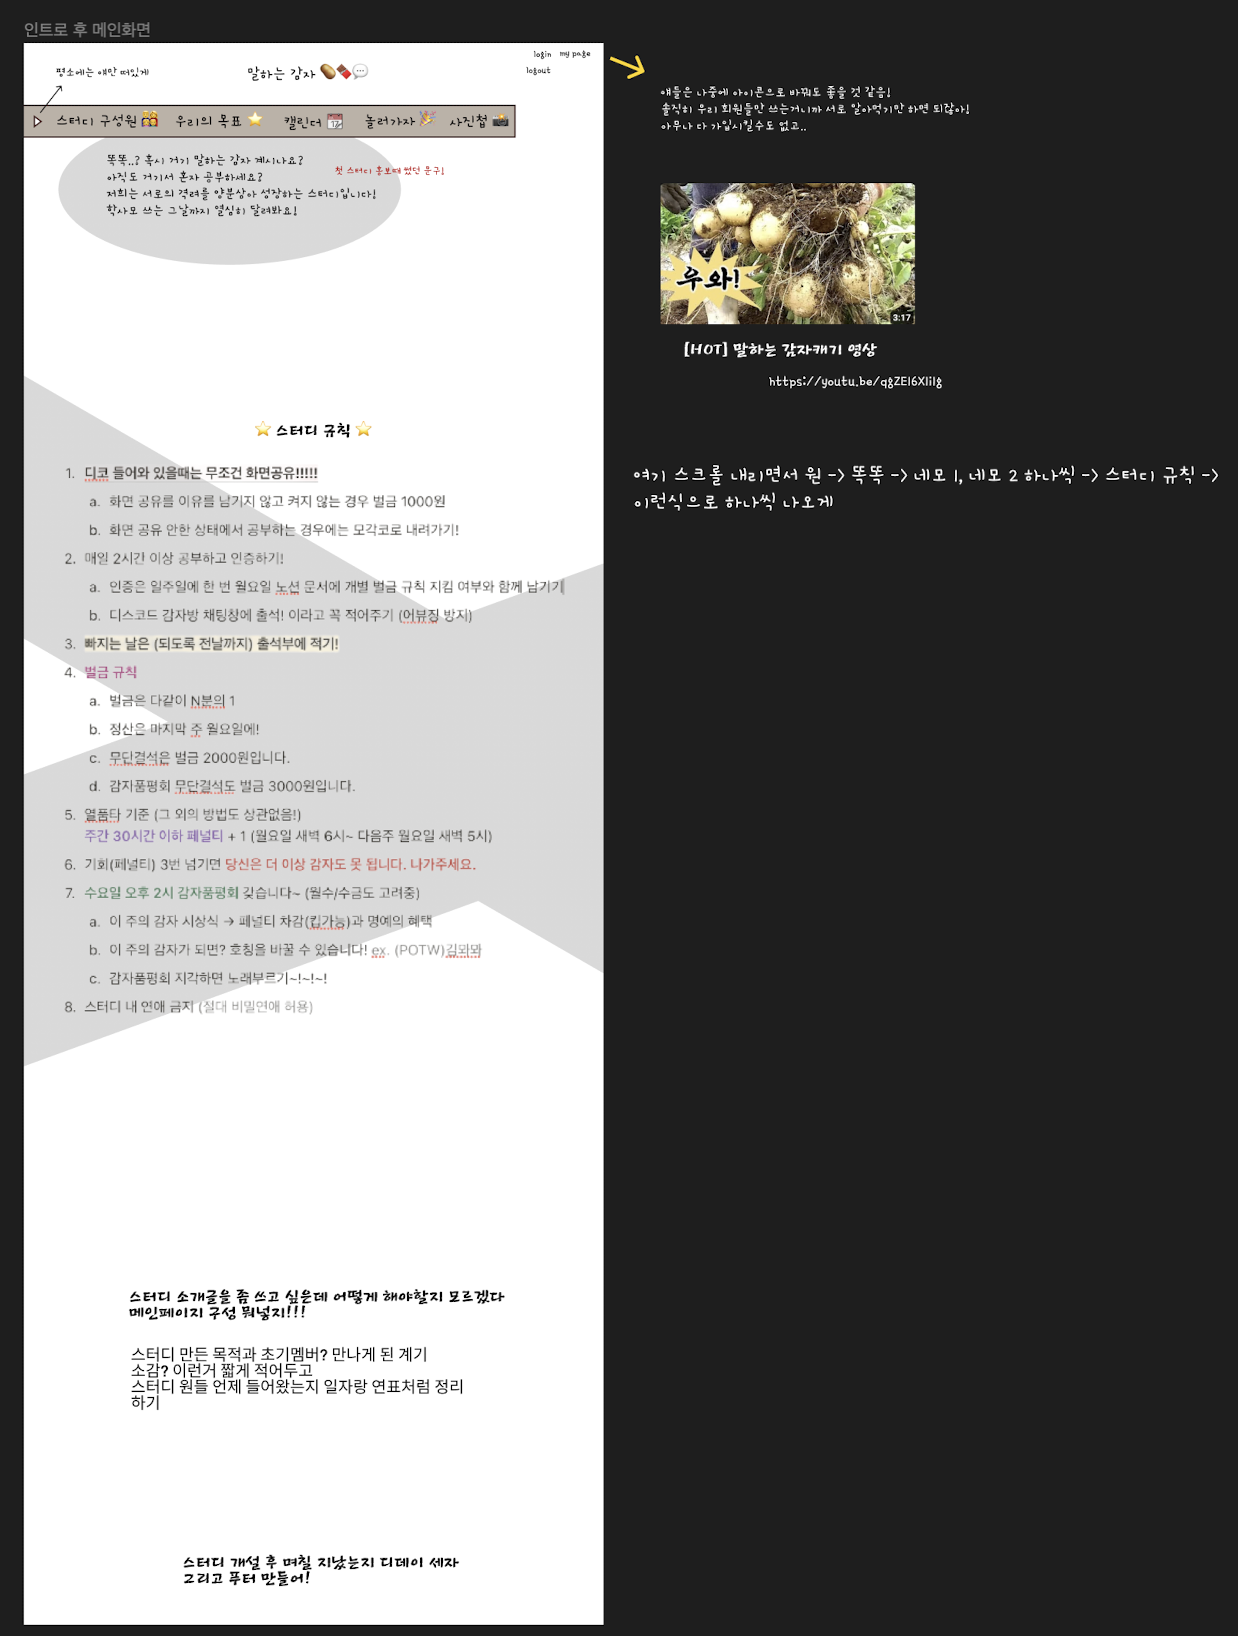 인트로 후 메인화면
login my page
logout
평소에는 얘만 떠있게
말하는 감자 🥔🍫💬
스터디 구성원 👯 우리의 목표 ⭐ 캘린더 📆 놀러가자 🎉 사진첩 📸
똑똑..? 혹시 거기 말하는 감자 계시나요?
아직도 거기서 혼자 공부하세요?
저희는 서로의 격려를 양분삼아 성장하는 스터디입니다!
학사모 쓰는 그날까지 열심히 달려봐요!
첫 스터디 홍보때 썼던 문구!
얘들은 나중에 아이콘으로 바꿔도 좋을 것 같음!
솔직히 우리 회원들만 쓰는거니까 서로 알아먹기만 하면 되잖아!
아무나 다 가입시킬수도 없고..
우와!
3:17
[HOT] 말하는 감자캐기 영상
https://youtu.be/qgZEl6XliIg
여기 스크롤 내리면서 원 -> 똑똑 -> 네모 1, 네모 2 하나씩 -> 스터디 규칙 ->
이런식으로 하나씩 나오게
⭐ 스터디 규칙 ⭐
1. 디코 들어와 있을때는 무조건 화면공유!!!!!
a. 화면 공유를 이유를 남기지 않고 켜지 않는 경우 벌금 1000원
b. 화면 공유 안한 상태에서 공부하는 경우에는 모각코로 내려가기!
2. 매일 2시간 이상 공부하고 인증하기!
a. 인증은 일주일에 한 번 월요일 노션 문서에 개별 벌금 규칙 지킴 여부와 함께 남기기
b. 디스코드 감자방 채팅창에 출석! 이라고 꼭 적어주기 (어뷰징 방지)
3. 빠지는 날은 (되도록 전날까지) 출석부에 적기!
4. 벌금 규칙
a. 벌금은 다같이 N분의 1
b. 정산은 마지막 주 월요일에!
c. 무단결석은 벌금 2000원입니다.
d. 감자품평회 무단결석도 벌금 3000원입니다.
5. 열품타 기준 (그 외의 방법도 상관없음!)
주간 30시간 이하 페널티 + 1 (월요일 새벽 6시~ 다음주 월요일 새벽 5시)
6. 기회(페널티) 3번 넘기면 당신은 더 이상 감자도 못 됩니다. 나가주세요.
7. 수요일 오후 2시 감자품평회 갖습니다~ (월수/수금도 고려중)
a. 이 주의 감자 시상식 → 페널티 차감(킵가능)과 명예의 혜택
b. 이 주의 감자가 되면? 호칭을 바꿀 수 있습니다! ex. (POTW)김뫄뫄
c. 감자품평회 지각하면 노래부르기~!~!~!
8. 스터디 내 연애 금지 (절대 비밀연애 허용)
스터디 소개글을 좀 쓰고 싶은데 어떻게 해야할지 모르겠다
메인페이지 구성 뭐넣지!!!
스터디 만든 목적과 초기멤버? 만나게 된 계기
소감? 이런거 짧게 적어두고
스터디 원들 언제 들어왔는지 일자랑 연표처럼 정리
하기
스터디 개설 후 며칠 지났는지 디데이 세자
그리고 푸터 만들어!